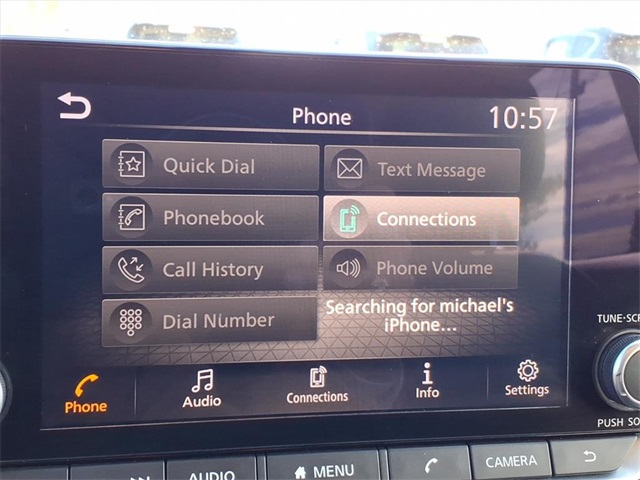 Phone
10:57
Quick Dial
Text Message
Phonebook
Connections
Call History
Phone Volume
Dial Number
Searching for michael's
iPhone...
Phone
Audio
Connections
Info
Settings
TUNE·SCR
PUSH SO
AUDIO
MENU
CAMERA